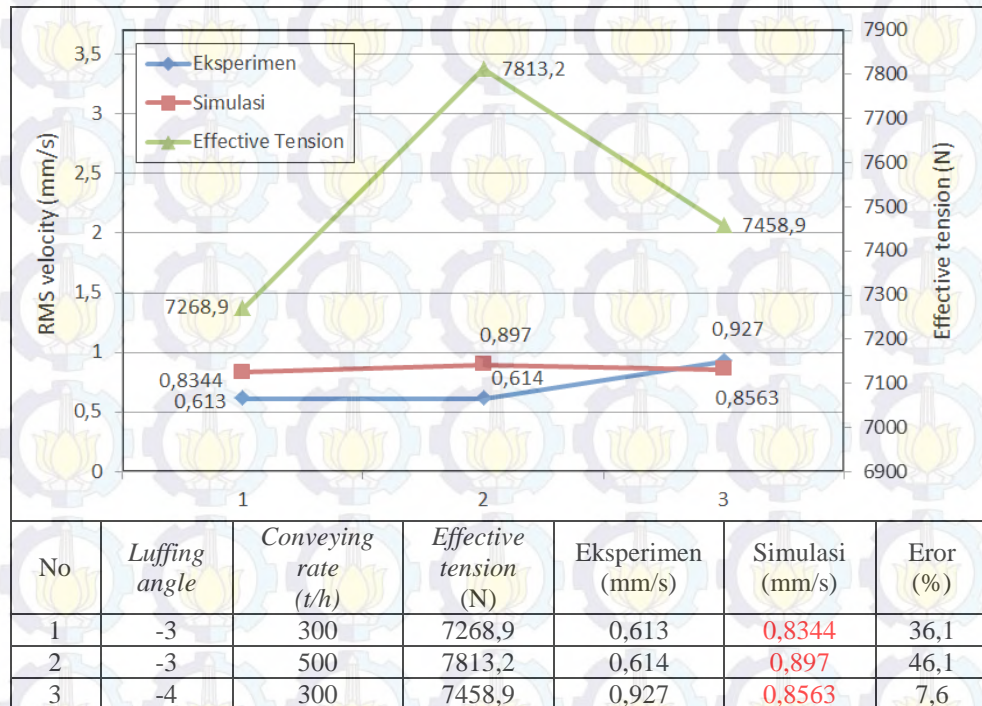 3,5
3
2,5
2
1,5
1
0,5
0
RMS velocity (mm/s)
Eksperimen
Simulasi
Effective Tension
7268,9
7813,2
7458,9
0,8344
0,897
0,8563
0,613
0,614
0,927
7900
7800
7700
7600
7500
7400
7300
7200
7100
7000
6900
Effective tension (N)
1 2 3
No Luffing angle Conveying rate (t/h) Effective tension (N) Eksperimen (mm/s) Simulasi (mm/s) Eror (%)
1 -3 300 7268,9 0,613 0,8344 36,1
2 -3 500 7813,2 0,614 0,897 46,1
3 -4 300 7458,9 0,927 0,8563 7,6